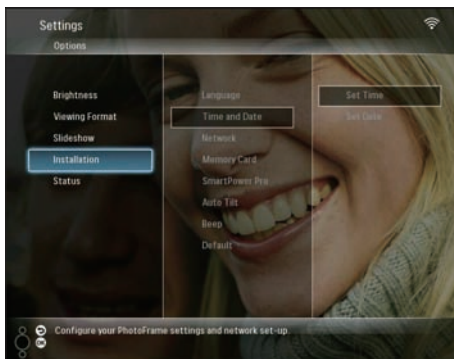 Settings
Options
Brightness
Viewing Format
Slideshow
Installation
Status
Language
Time and Date
Network
Memory Card
SmartPower Pro
Auto Tilt
Beep
Default
Set Time
Set Date
OK
Configure your PhotoFrame settings and network set-up.